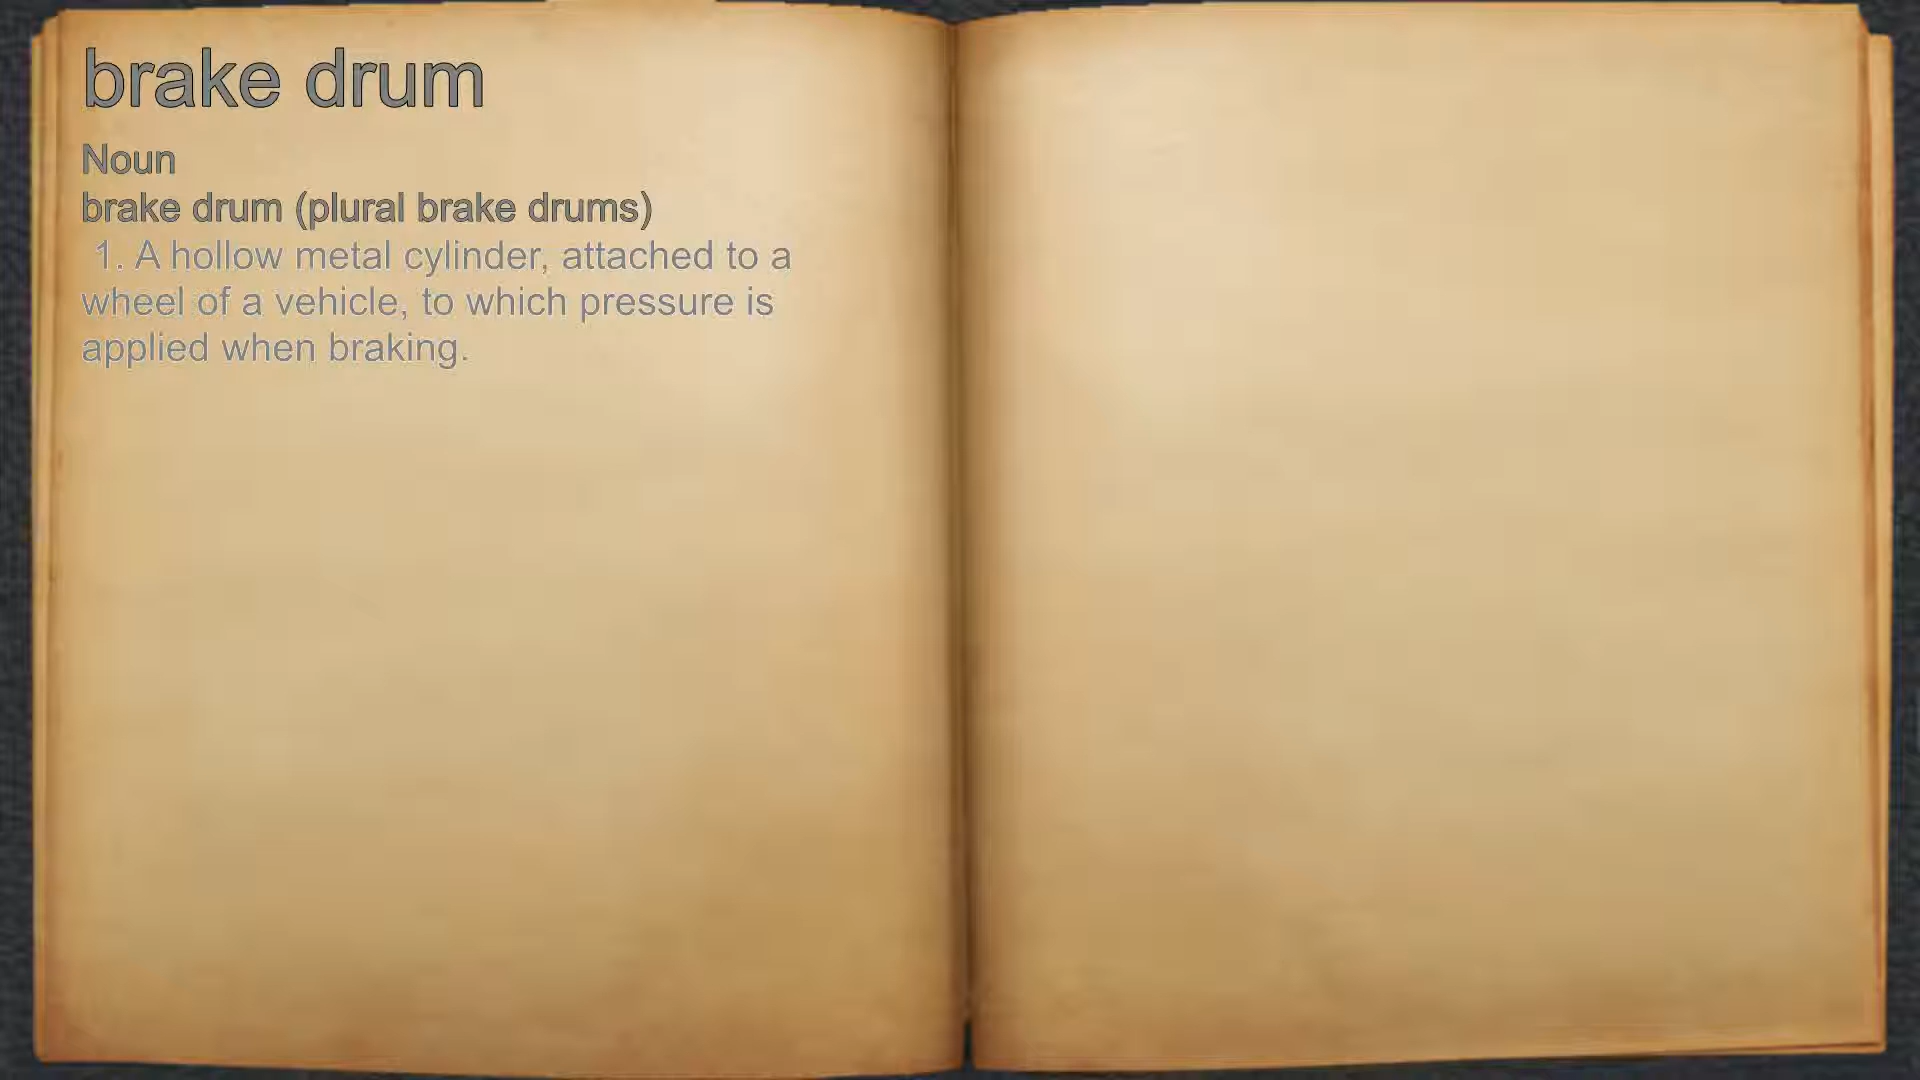 brake drum
Noun
brake drum (plural brake drums)
1. A hollow metal cylinder, attached to a
wheel of a vehicle, to which pressure is
applied when braking.